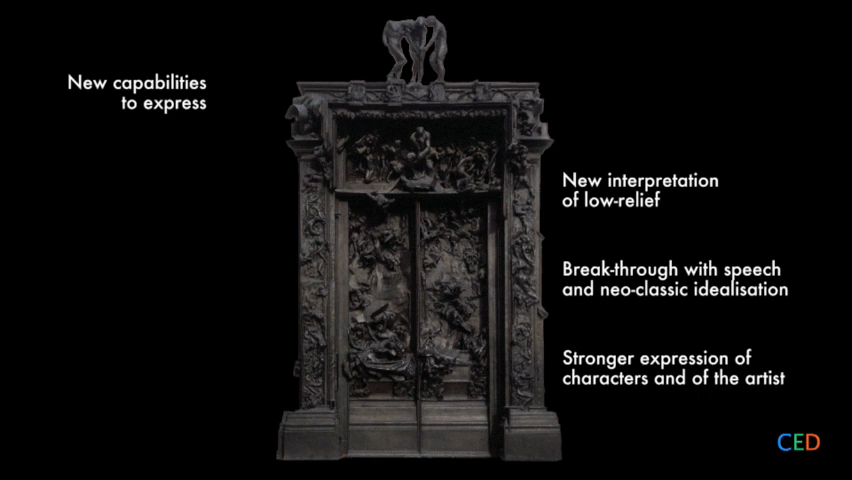 New capabilities
to express
New interpretation
of low-relief
Break-through with speech
and neo-classic idealisation
Stronger expression of
characters and of the artist
CED